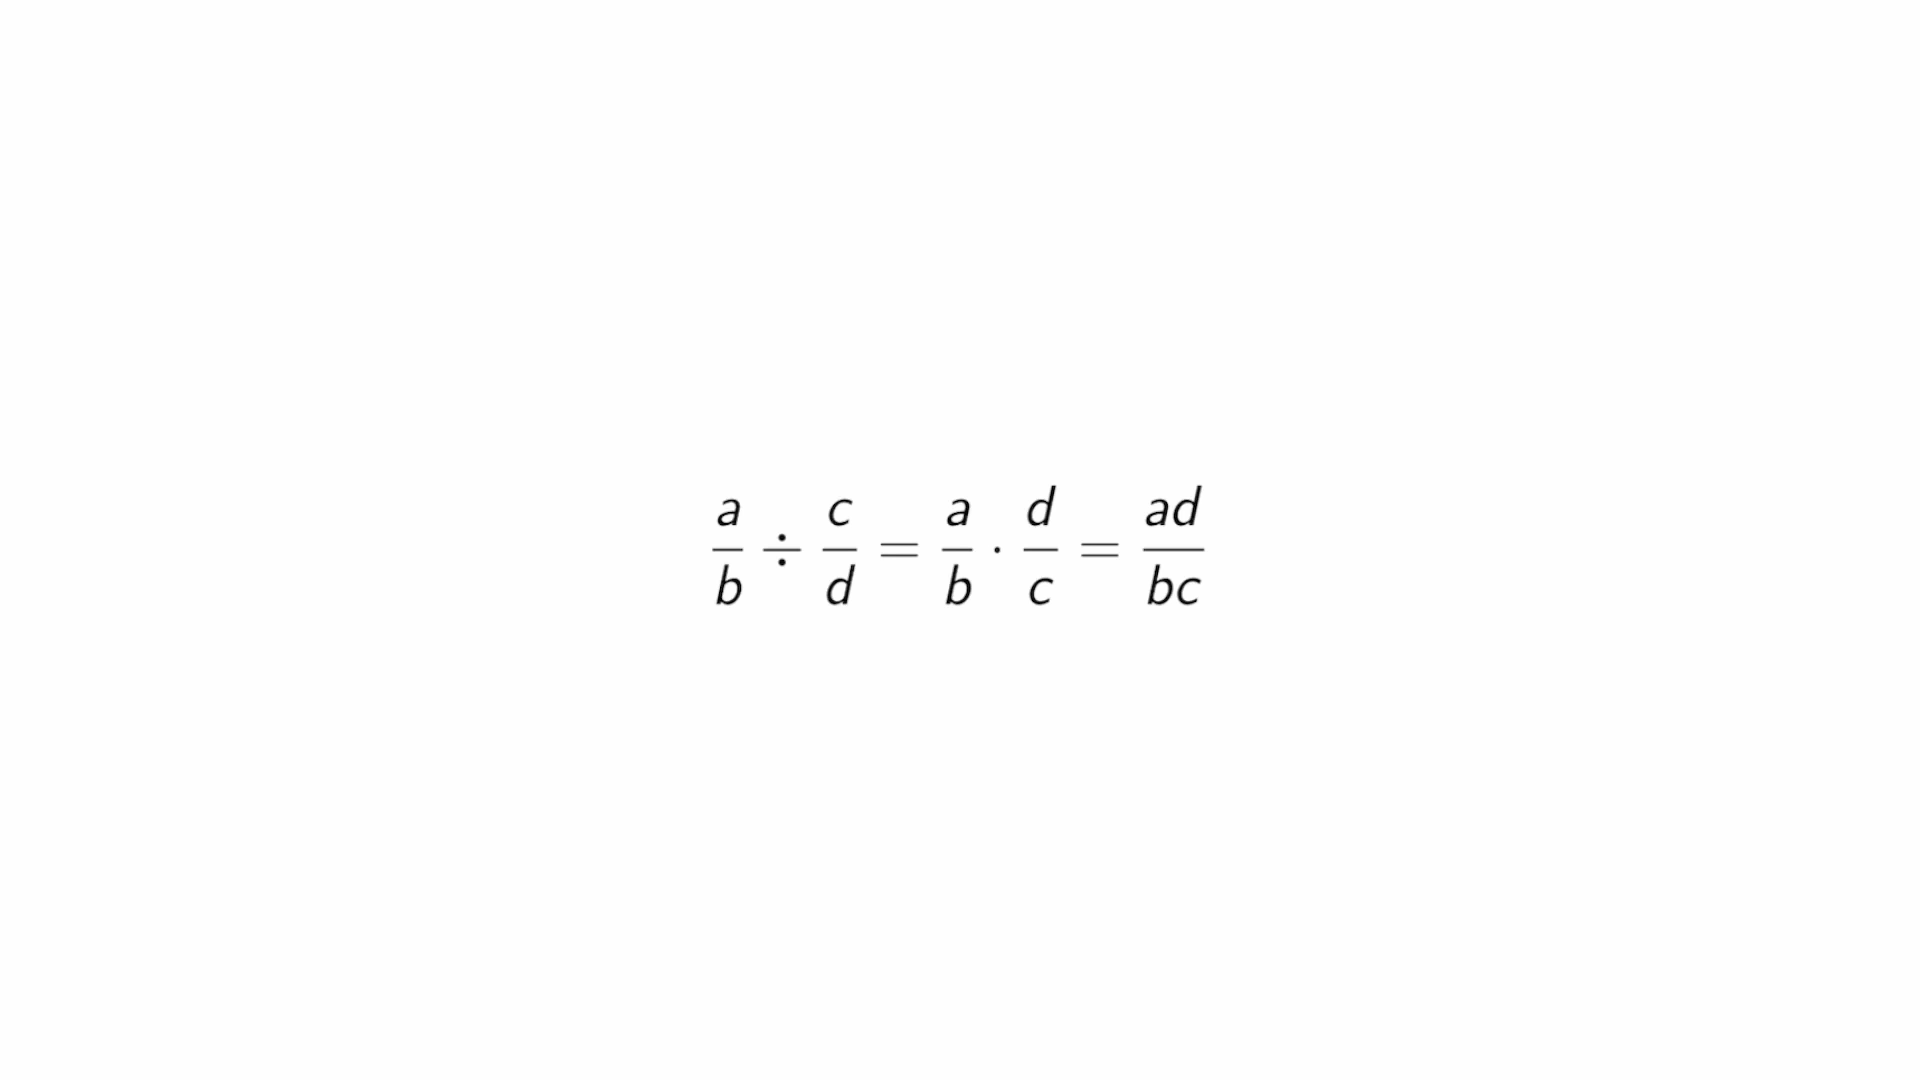 a/b ÷ c/d = a/b · d/c = ad/bc